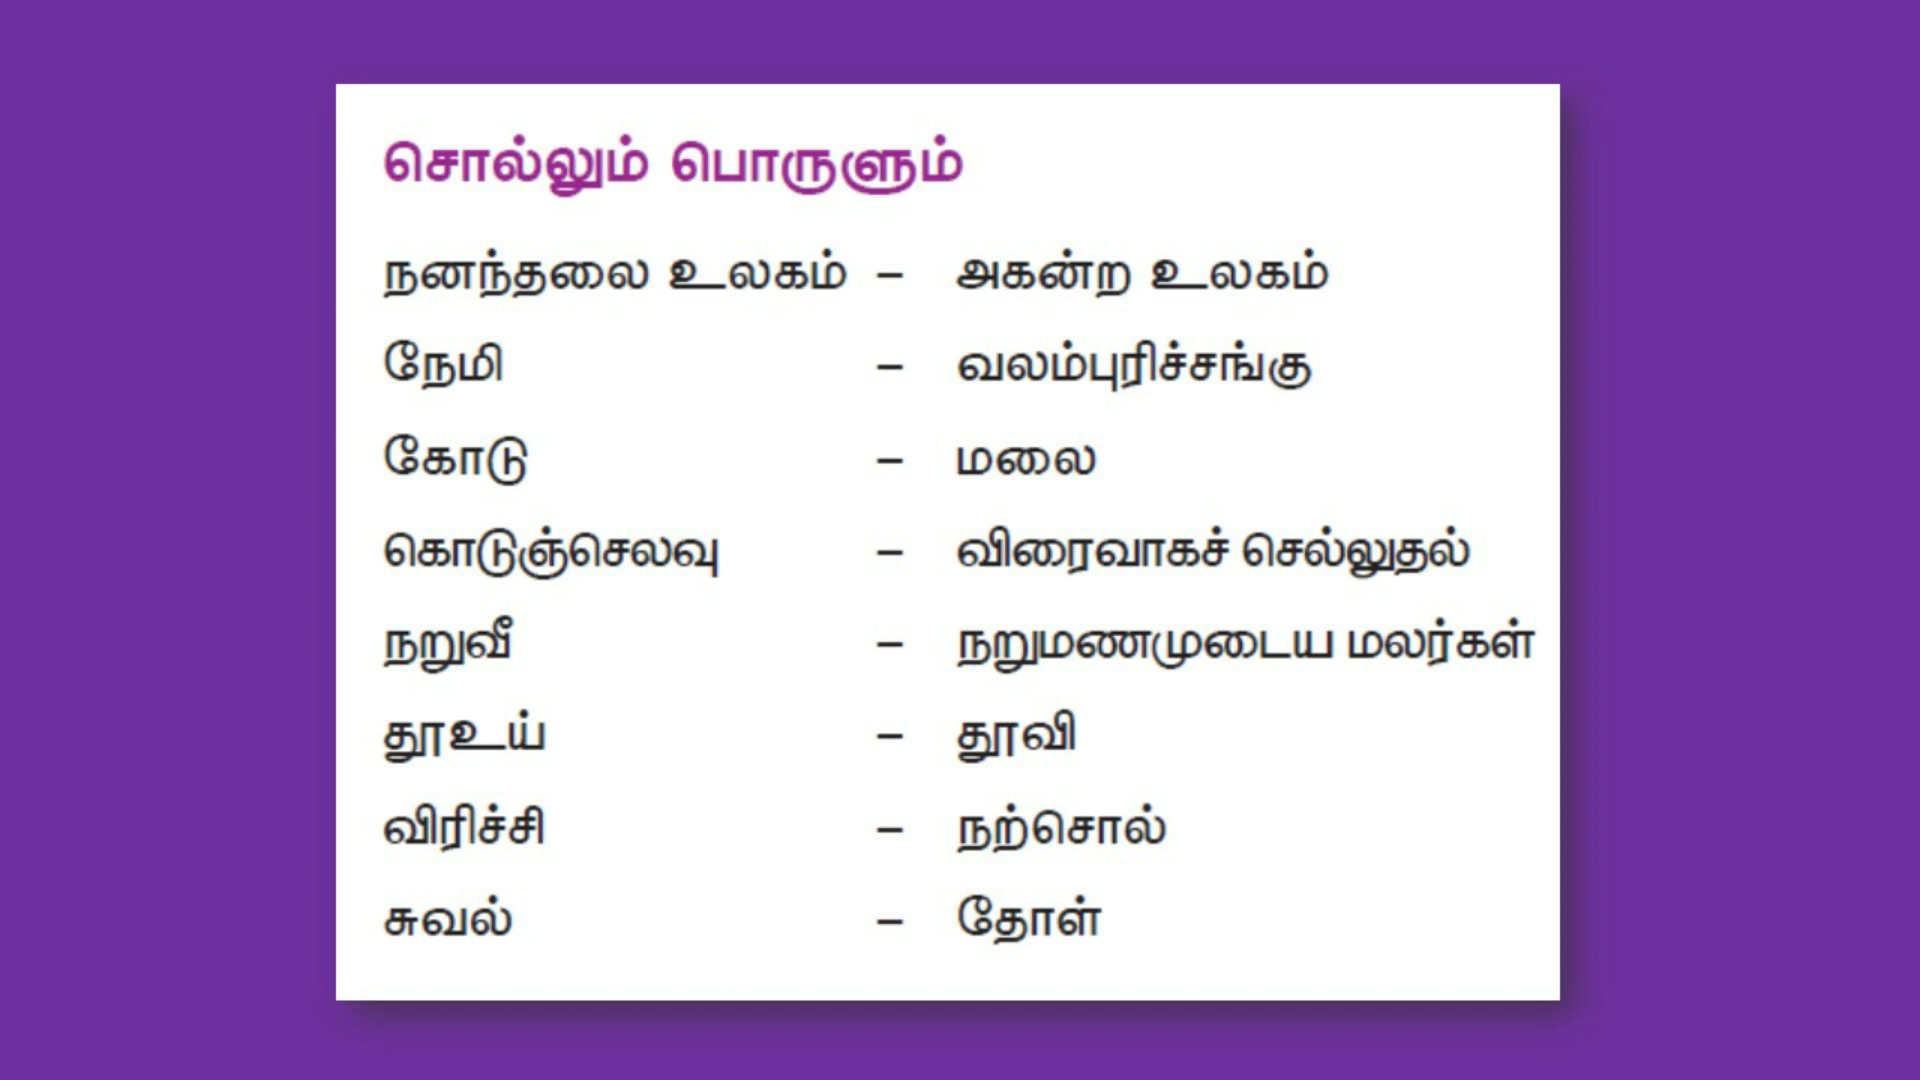 சொல்லும் பொருளும்
நனந்தலை உலகம் – அகன்ற உலகம்
நேமி – வலம்புரிச்சங்கு
கோடு – மலை
கொடுஞ்செலவு – விரைவாகச் செல்லுதல்
நறுவீ – நறுமணமுடைய மலர்கள்
தூஉய் – தூவி
விரிச்சி – நற்சொல்
சுவல் – தோள்